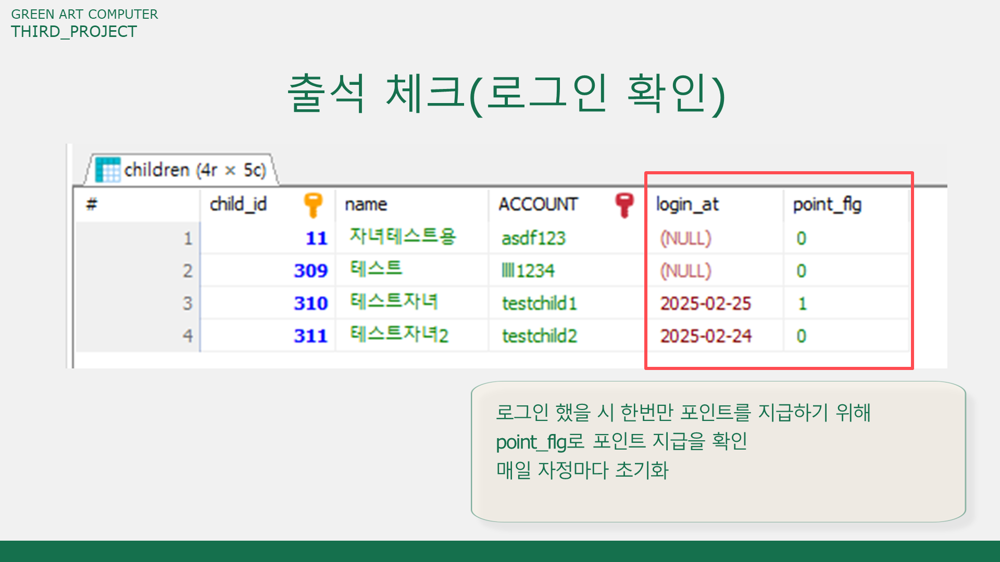 GREEN ART COMPUTER
THIRD_PROJECT
출석 체크(로그인 확인)
children (4r × 5c)
# child_id name ACCOUNT login_at point_flg
1 11 자녀테스트용 asdf123 (NULL) 0
2 309 테스트 llll1234 (NULL) 0
3 310 테스트자녀 testchild1 2025-02-25 1
4 311 테스트자녀2 testchild2 2025-02-24 0
로그인 했을 시 한번만 포인트를 지급하기 위해
point_flg로 포인트 지급을 확인
매일 자정마다 초기화